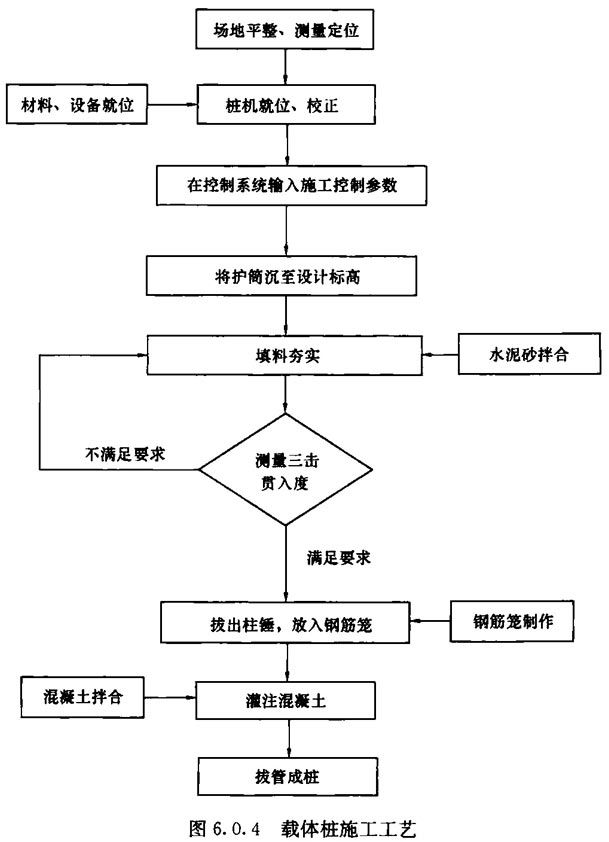 场地平整、测量定位
材料、设备就位
桩机就位、校正
在控制系统输入施工控制参数
将护筒沉至设计标高
填料夯实
水泥砂拌合
不满足要求
测量三击
贯入度
满足要求
拔出柱锤，放入钢筋笼
钢筋笼制作
混凝土拌合
灌注混凝土
拔管成桩
图 6.0.4 载体桩施工工艺